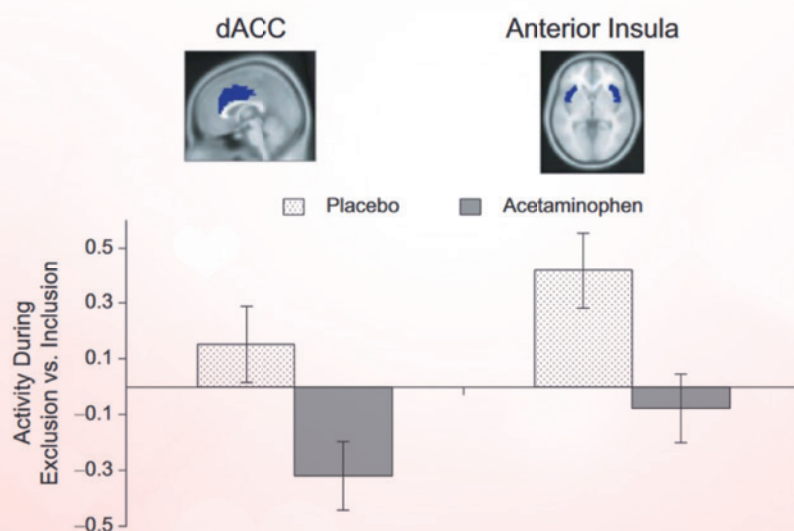 dACC
Anterior Insula
Placebo
Acetaminophen
Activity During
Exclusion vs. Inclusion
0.5
0.3
0.1
−0.1
−0.3
−0.5